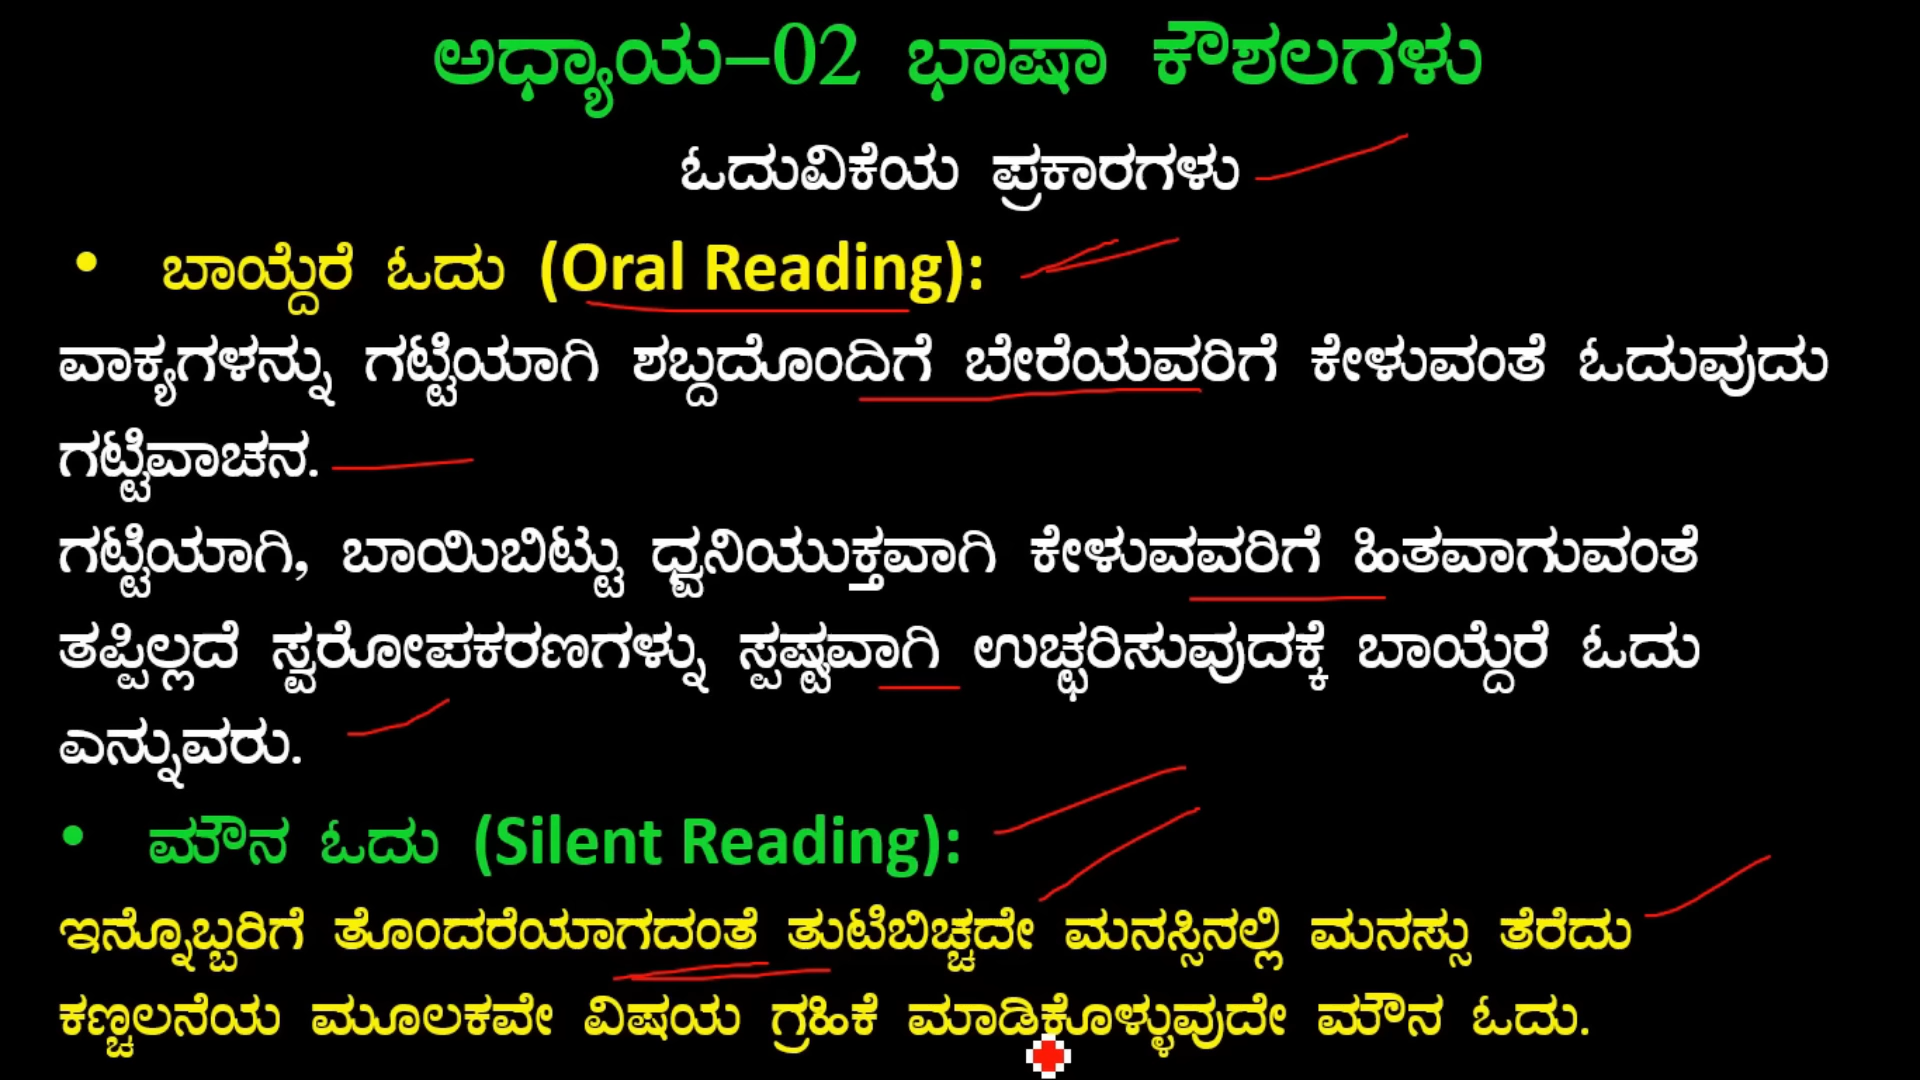 ಅಧ್ಯಾಯ–02 ಭಾಷಾ ಕೌಶಲಗಳು
ಓದುವಿಕೆಯ ಪ್ರಕಾರಗಳು
• ಬಾಯ್ದೆರೆ ಓದು (Oral Reading):
ವಾಕ್ಯಗಳನ್ನು ಗಟ್ಟಿಯಾಗಿ ಶಬ್ದದೊಂದಿಗೆ ಬೇರೆಯವರಿಗೆ ಕೇಳುವಂತೆ ಓದುವುದು
ಗಟ್ಟಿವಾಚನ.
ಗಟ್ಟಿಯಾಗಿ, ಬಾಯಿಬಿಟ್ಟು ಧ್ವನಿಯುಕ್ತವಾಗಿ ಕೇಳುವವರಿಗೆ ಹಿತವಾಗುವಂತೆ
ತಪ್ಪಿಲ್ಲದೆ ಸ್ವರೋಪಕರಣಗಳ್ನು ಸ್ಪಷ್ಟವಾಗಿ ಉಚ್ಛರಿಸುವುದಕ್ಕೆ ಬಾಯ್ದೆರೆ ಓದು
ಎನ್ನುವರು.
• ಮೌನ ಓದು (Silent Reading):
ಇನ್ನೊಬ್ಬರಿಗೆ ತೊಂದರೆಯಾಗದಂತೆ ತುಟಿಬಿಚ್ಚದೇ ಮನಸ್ಸಿನಲ್ಲಿ ಮನಸ್ಸು ತೆರೆದು
ಕಣ್ಚಲನೆಯ ಮೂಲಕವೇ ವಿಷಯ ಗ್ರಹಿಕೆ ಮಾಡಿಕೊಳ್ಳುವುದೇ ಮೌನ ಓದು.